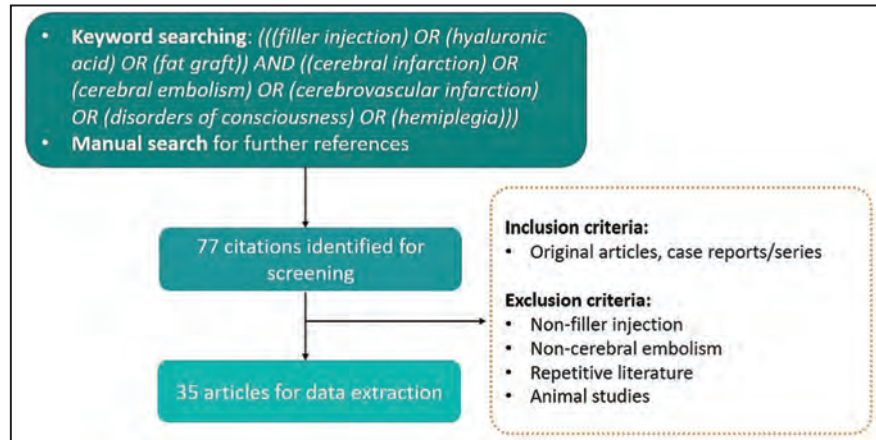 • Keyword searching: (((filler injection) OR (hyaluronic
acid) OR (fat graft)) AND ((cerebral infarction) OR
(cerebral embolism) OR (cerebrovascular infarction)
OR (disorders of consciousness) OR (hemiplegia)))
• Manual search for further references
77 citations identified for
screening
Inclusion criteria:
• Original articles, case reports/series
Exclusion criteria:
• Non-filler injection
• Non-cerebral embolism
• Repetitive literature
• Animal studies
35 articles for data extraction